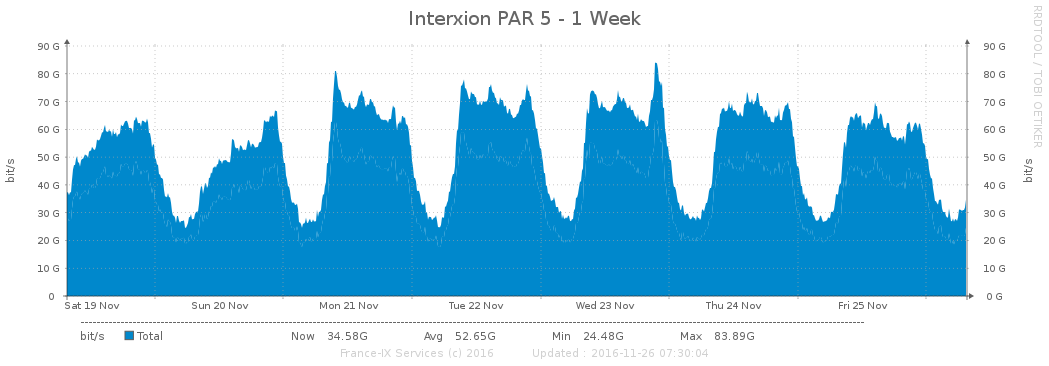 Interxion PAR 5 - 1 Week
RRDTOOL / TOBI OETIKER
90 G 90 G
80 G 80 G
70 G 70 G
60 G 60 G
50 G 50 G
40 G 40 G
30 G 30 G
20 G 20 G
10 G 10 G
0 0 G
bit/s
bit/s
Sat 19 Nov Sun 20 Nov Mon 21 Nov Tue 22 Nov Wed 23 Nov Thu 24 Nov Fri 25 Nov
bit/s Total Now 34.58G Avg 52.65G Min 24.48G Max 83.89G
France-IX Services (c) 2016 Updated : 2016-11-26 07:30:04